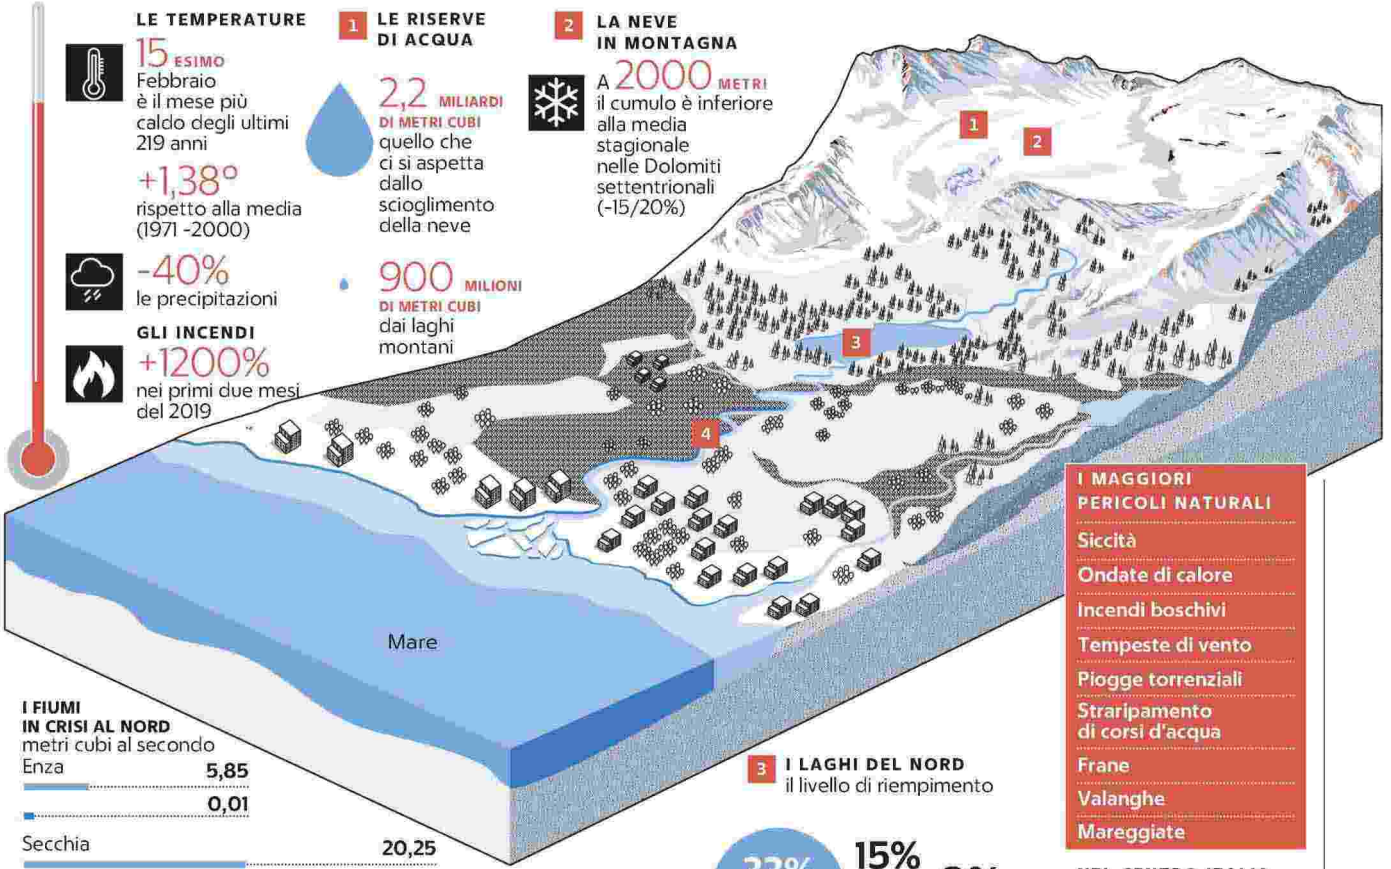 LE TEMPERATURE
15 ESIMO
Febbraio
è il mese più
caldo degli ultimi
219 anni
+1,38°
rispetto alla media
(1971 -2000)
-40%
le precipitazioni
GLI INCENDI
+1200%
nei primi due mesi
del 2019
1
LE RISERVE
DI ACQUA
2,2 MILIARDI
DI METRI CUBI
quello che
ci si aspetta
dallo
scioglimento
della neve
900 MILIONI
DI METRI CUBI
dai laghi
montani
2
LA NEVE
IN MONTAGNA
A 2000 METRI
il cumulo è inferiore
alla media
stagionale
nelle Dolomiti
settentrionali
(-15/20%)
1
2
3
4
Mare
I MAGGIORI
PERICOLI NATURALI
Siccità
Ondate di calore
Incendi boschivi
Tempeste di vento
Piogge torrenziali
Straripamento
di corsi d'acqua
Frane
Valanghe
Mareggiate
I FIUMI
IN CRISI AL NORD
metri cubi al secondo
Enza
5,85
0,01
Secchia
20,25
3
I LAGHI DEL NORD
il livello di riempimento
15%